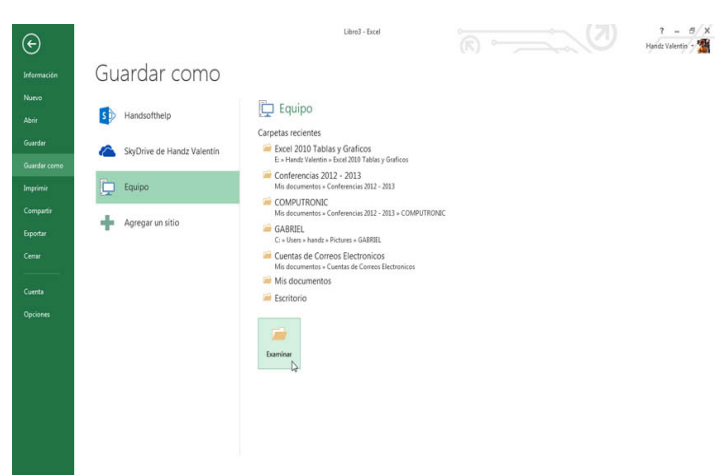 Libro3 - Excel
Handz Valentin
Información
Nuevo
Abrir
Guardar
Guardar como
Imprimir
Compartir
Exportar
Cerrar
Cuenta
Opciones
Guardar como
Handsofthelp
SkyDrive de Handz Valentín
Equipo
Agregar un sitio
Equipo
Carpetas recientes
Excel 2010 Tablas y Graficos
E: » Handz Valentin » Excel 2010 Tablas y Graficos
Conferencias 2012 - 2013
Mis documentos » Conferencias 2012 - 2013
COMPUTRONIC
Mis documentos » Conferencias 2012 - 2013 » COMPUTRONIC
GABRIEL
C: » Users » handz » Pictures » GABRIEL
Cuentas de Correos Electronicos
Mis documentos » Cuentas de Correos Electronicos
Mis documentos
Escritorio
Examinar